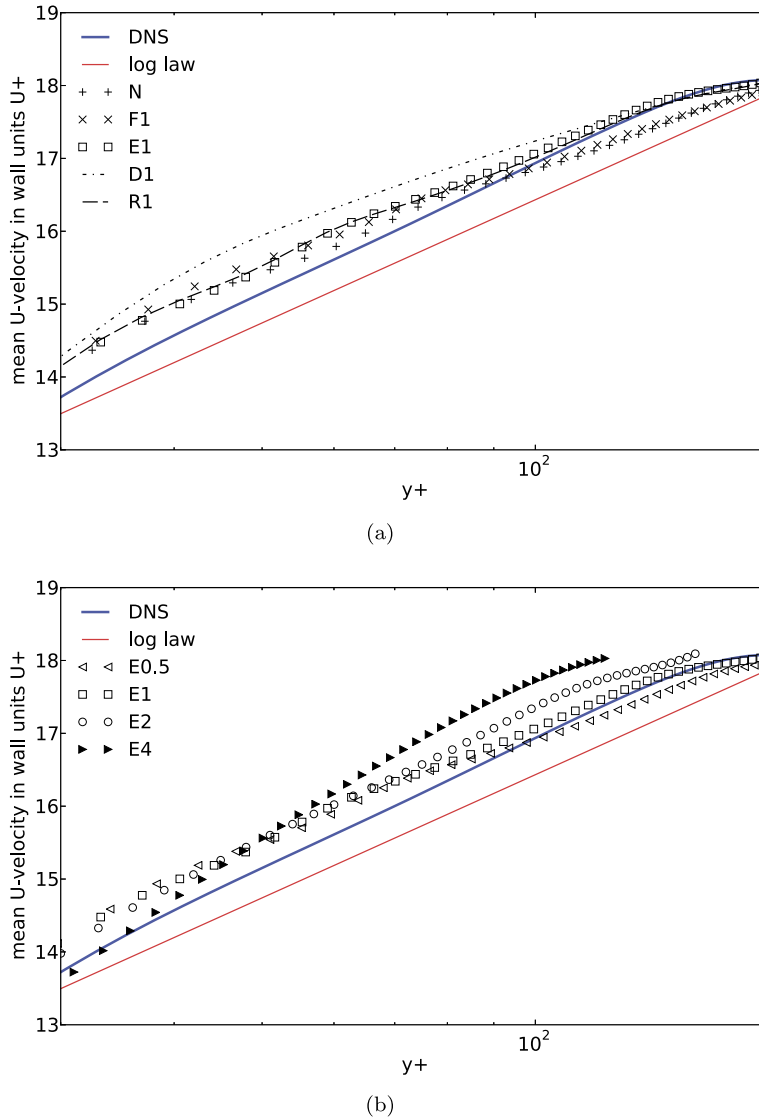 19
18
17
16
15
14
13
mean U-velocity in wall units U+
DNS
log law
N
F1
E1
D1
R1
10²
y+
(a)
19
18
17
16
15
14
13
mean U-velocity in wall units U+
DNS
log law
E0.5
E1
E2
E4
10²
y+
(b)